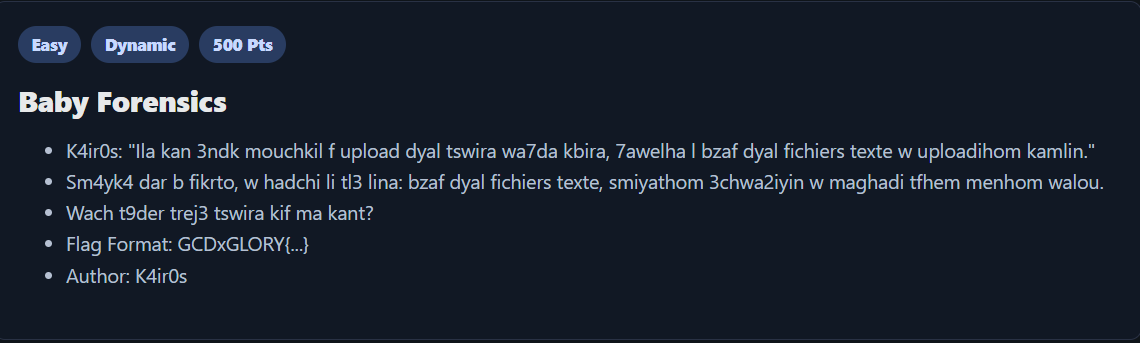 Easy Dynamic 500 Pts
Baby Forensics
K4ir0s: "Ila kan 3ndk mouchkil f upload dyal tswira wa7da kbira, 7awelha l bzaf dyal fichiers texte w uploadihom kamlin."
Sm4yk4 dar b fikrto, w hadchi li tl3 lina: bzaf dyal fichiers texte, smiyathom 3chwa2iyin w maghadi tfhem menhom walou.
Wach t9der trej3 tswira kif ma kant?
Flag Format: GCDxGLORY{...}
Author: K4ir0s